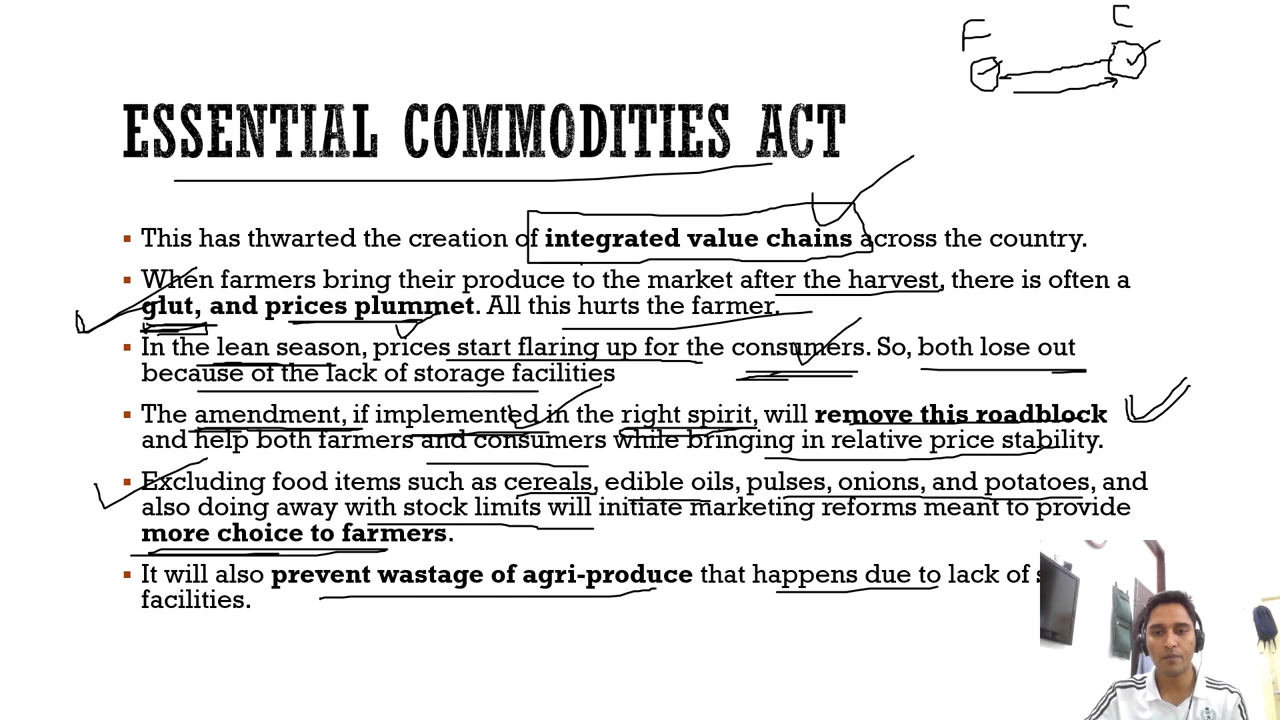 F
C
ESSENTIAL COMMODITIES ACT
This has thwarted the creation of integrated value chains across the country.
When farmers bring their produce to the market after the harvest, there is often a
glut, and prices plummet. All this hurts the farmer.
In the lean season, prices start flaring up for the consumers. So, both lose out
because of the lack of storage facilities
The amendment, if implemented in the right spirit, will remove this roadblock
and help both farmers and consumers while bringing in relative price stability.
Excluding food items such as cereals, edible oils, pulses, onions, and potatoes, and
also doing away with stock limits will initiate marketing reforms meant to provide
more choice to farmers.
It will also prevent wastage of agri-produce that happens due to lack of
facilities.